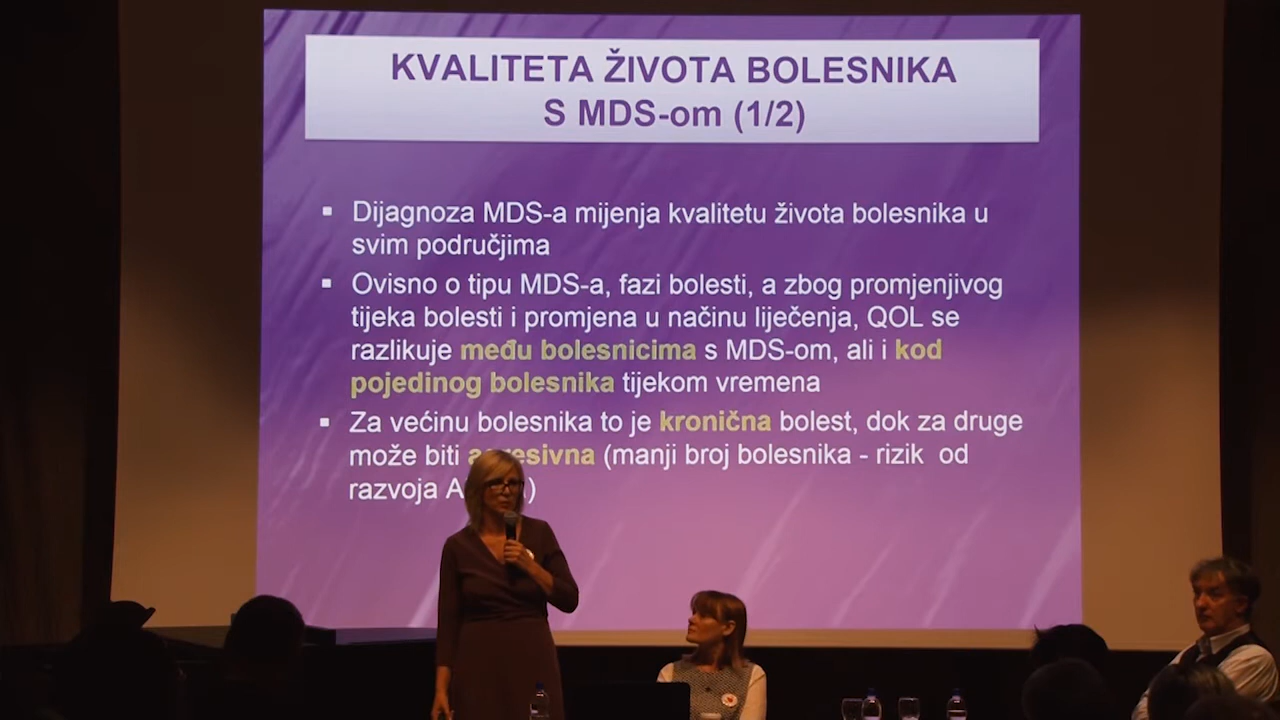 KVALITETA ŽIVOTA BOLESNIKA
S MDS-om (1/2)
▪ Dijagnoza MDS-a mijenja kvalitetu života bolesnika u
svim područjima
▪ Ovisno o tipu MDS-a, fazi bolesti, a zbog promjenjivog
tijeka bolesti i promjena u načinu liječenja, QOL se
razlikuje među bolesnicima s MDS-om, ali i kod
pojedinog bolesnika tijekom vremena
▪ Za većinu bolesnika to je kronična bolest, dok za druge
može biti (manji broj bolesnika - rizik od
razvoja